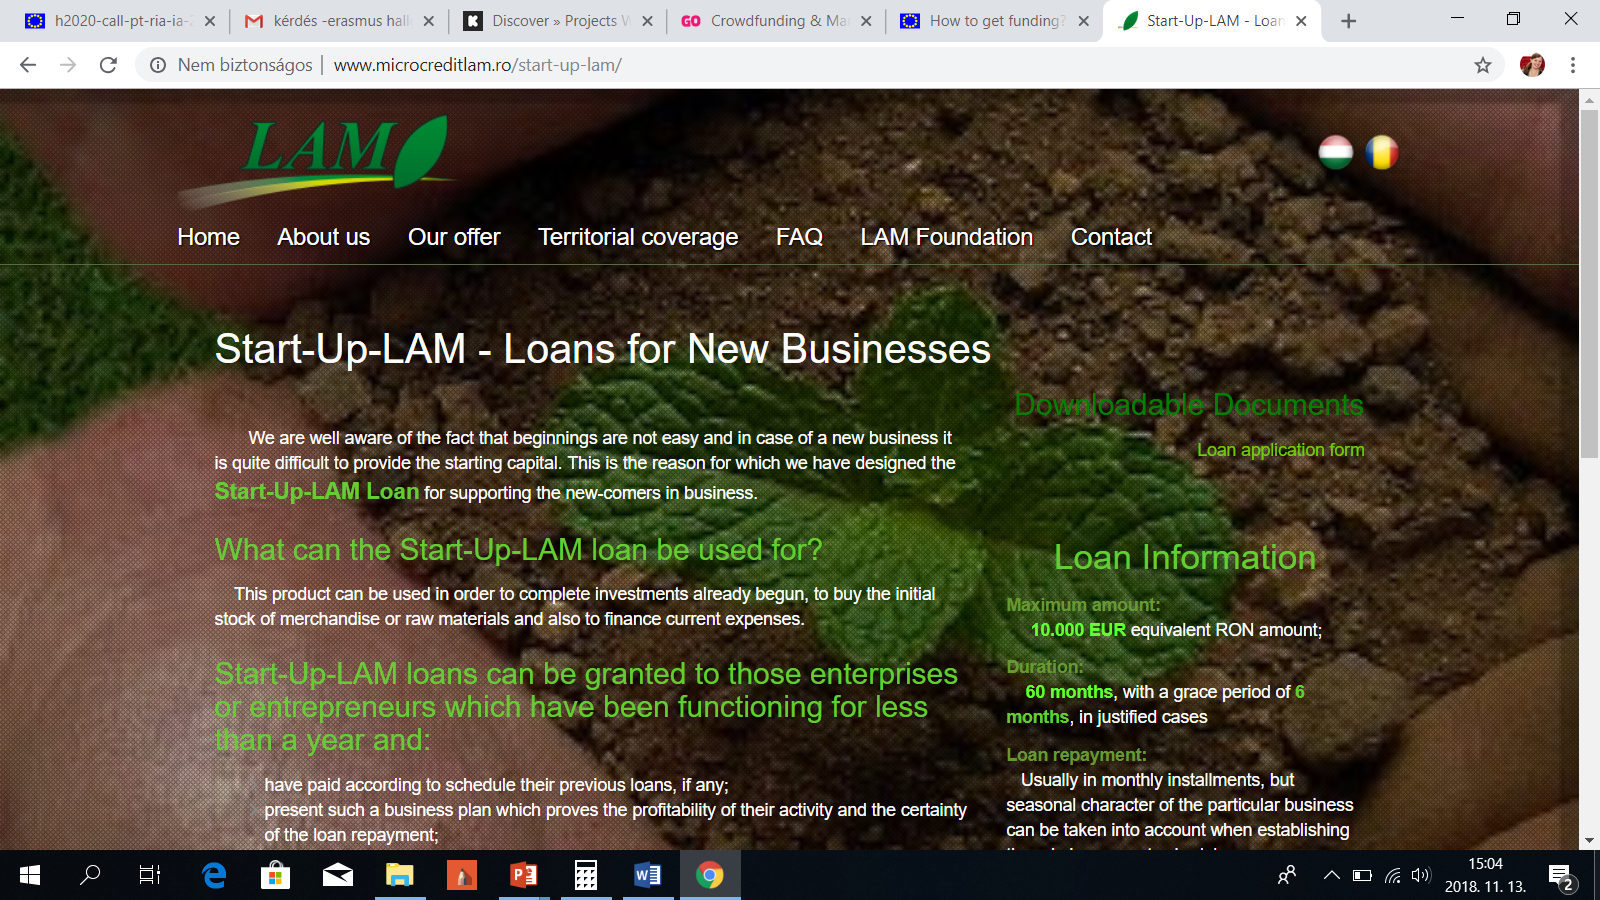 h2020-call-pt-ria-ia-2
kérdés -erasmus hall
Discover » Projects W
GO Crowdfunding & Ma
How to get funding?
Start-Up-LAM - Loan
Nem biztonságos | www.microcreditlam.ro/start-up-lam/
LAM
Home About us Our offer Territorial coverage FAQ LAM Foundation Contact
Start-Up-LAM - Loans for New Businesses
We are well aware of the fact that beginnings are not easy and in case of a new business it
is quite difficult to provide the starting capital. This is the reason for which we have designed the
Start-Up-LAM Loan for supporting the new-comers in business.
What can the Start-Up-LAM loan be used for?
This product can be used in order to complete investments already begun, to buy the initial
stock of merchandise or raw materials and also to finance current expenses.
Start-Up-LAM loans can be granted to those enterprises
or entrepreneurs which have been functioning for less
than a year and:
have paid according to schedule their previous loans, if any;
present such a business plan which proves the profitability of their activity and the certainty
of the loan repayment;
Downloadable Documents
Loan application form
Loan Information
Maximum amount:
10.000 EUR equivalent RON amount;
Duration:
60 months, with a grace period of 6
months, in justified cases
Loan repayment:
Usually in monthly installments, but
seasonal character of the particular business
can be taken into account when establishing
15:04
2018. 11. 13.
2